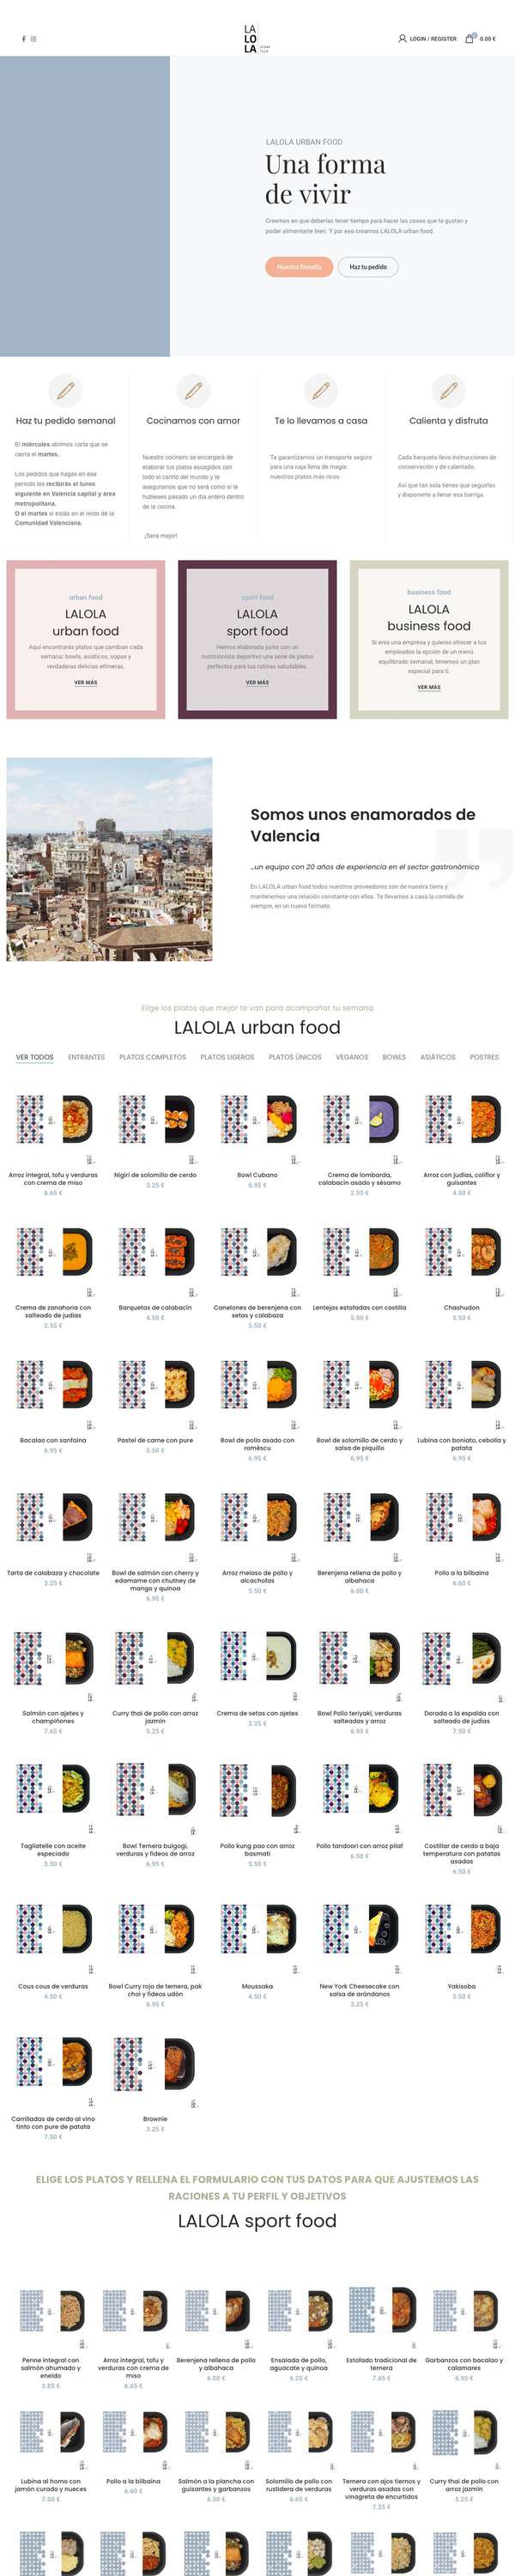 LA
LO
LA
LOGIN / REGISTER
0.00 €
LALOLA URBAN FOOD
Una forma
de vivir
Creemos en que deberías tener tiempo para hacer las cosas que te gustan y
poder alimentarte bien. Y por eso creamos LALOLA urban food.
Nuestra filosofía
Haz tu pedido
Haz tu pedido semanal
El miércoles abrimos carta que se
cierra el martes.
Los pedidos que hagas en ese
periodo los recibirás el lunes
siguiente en Valencia capital y área
metropolitana.
O el martes si estás en el resto de la
Comunidad Valenciana.
Cocinamos con amor
Nuestro cocinero se encargará de
elaborar tus platos escogidos con
todo el cariño del mundo y te
aseguramos que no será como si te
hubieses pasado un día entero dentro
de la cocina.
¡Será mejor!
Te lo llevamos a casa
Te garantizamos un transporte seguro
para una caja llena de magia:
nuestros platos más ricos.
Calienta y disfruta
Cada barqueta lleva instrucciones de
conservación y de calentado.
Así que tan sola tienes que seguirlas
y disponerte a llenar esa barriga.
urban food
LALOLA
urban food
Aquí encontrarás platos que cambian cada
semana: bowls, asiáticos, sopas y
verdaderas delicias efímeras.
VER MÁS
sport food
LALOLA
sport food
Hemos elaborado junto con un
nutricionista deportivo una serie de platos
perfectos para tus rutinas saludables.
VER MÁS
business food
LALOLA
business food
Si eres una empresa y quieres ofrecer a tus
empleados la opción de un menú
equilibrado semanal, tenemos un plan
especial para ti.
VER MÁS
Somos unos enamorados de
Valencia
...un equipo con 20 años de experiencia en el sector gastronómico
En LALOLA urban food todos nuestros proveedores son de nuestra tierra y
mantenemos una relación constante con ellos. Te llevamos a casa la comida de
siempre, en un nuevo formato.
Elige los platos que mejor te van para acompañar tu semana
LALOLA urban food
VER TODOS ENTRANTES PLATOS COMPLETOS PLATOS LIGEROS PLATOS ÚNICOS VEGANOS BOWLS ASIÁTICOS POSTRES
Arroz integral, tofu y verduras
con crema de miso
6.65 €
Nigiri de solomillo de cerdo
3.25 €
Bowl Cubano
6.95 €
Crema de lombarda,
calabacín asado y sésamo
2.55 €
Arroz con judías, coliflor y
guisantes
4.50 €
Crema de zanahoria con
salteado de judías
2.55 €
Barquetas de calabacín
4.50 €
Canelones de berenjena con
setas y calabaza
5.50 €
Lentejas estofadas con costilla
5.50 €
Chashudon
5.50 €
Bacalao con sanfaina
6.95 €
Pastel de carne con pure
5.50 €
Bowl de pollo asado con
roméscu
6.95 €
Bowl de solomillo de cerdo y
salsa de piquillo
6.95 €
Lubina con boniato, cebolla y
patata
6.95 €
Tarta de calabaza y chocolate
3.25 €
Bowl de salmón con cherry y
edamame con chutney de
mango y quinoa
6.95 €
Arroz meloso de pollo y
alcachofas
5.50 €
Berenjena rellena de pollo y
albahaca
6.00 €
Pollo a la bilbaína
6.60 €
Salmón con ajetes y
champiñones
7.65 €
Curry thai de pollo con arroz
jazmín
5.25 €
Crema de setas con ajetes
3.25 €
Bowl Pollo teriyaki, verduras
salteadas y arroz
6.95 €
Dorada a la espalda con
salteado de judías
7.50 €
Tagliatelle con aceite
especiado
5.50 €
Bowl Ternera bulgogi,
verduras y fideos de arroz
6.95 €
Pollo kung pao con arroz
basmati
5.50 €
Pollo tandoori con arroz pilaf
6.50 €
Costillar de cerdo a baja
temperatura con patatas
asadas
6.50 €
Cous cous de verduras
4.50 €
Bowl Curry rojo de ternera, pak
choi y fideos udón
6.95 €
Moussaka
4.50 €
New York Cheesecake con
salsa de arándanos
3.25 €
Yakisoba
5.50 €
Carrilladas de cerdo al vino
tinto con pure de patata
7.50 €
Brownie
3.25 €
ELIGE LOS PLATOS Y RELLENA EL FORMULARIO CON TUS DATOS PARA QUE AJUSTEMOS LAS
RACIONES A TU PERFIL Y OBJETIVOS
LALOLA sport food
Penne integral con
salmón ahumado y
eneldo
5.85 €
Arroz integral, tofu y
verduras con crema de
miso
6.65 €
Berenjena rellena de pollo
y albahaca
6.00 €
Ensalada de pollo,
aguacate y quinoa
6.25 €
Estofado tradicional de
ternera
7.65 €
Garbanzos con bacalao y
calamares
6.90 €
Lubina al horno con
jamón curado y nueces
7.50 €
Pollo a la bilbaína
6.60 €
Salmón a la plancha con
guisantes y garbanzos
6.50 €
Solomillo de pollo con
rustidera de verduras
6.65 €
Ternera con ajos tiernos y
verduras asadas con
vinagreta de encurtidos
7.25 €
Curry thai de pollo con
arroz jazmín
5.25 €